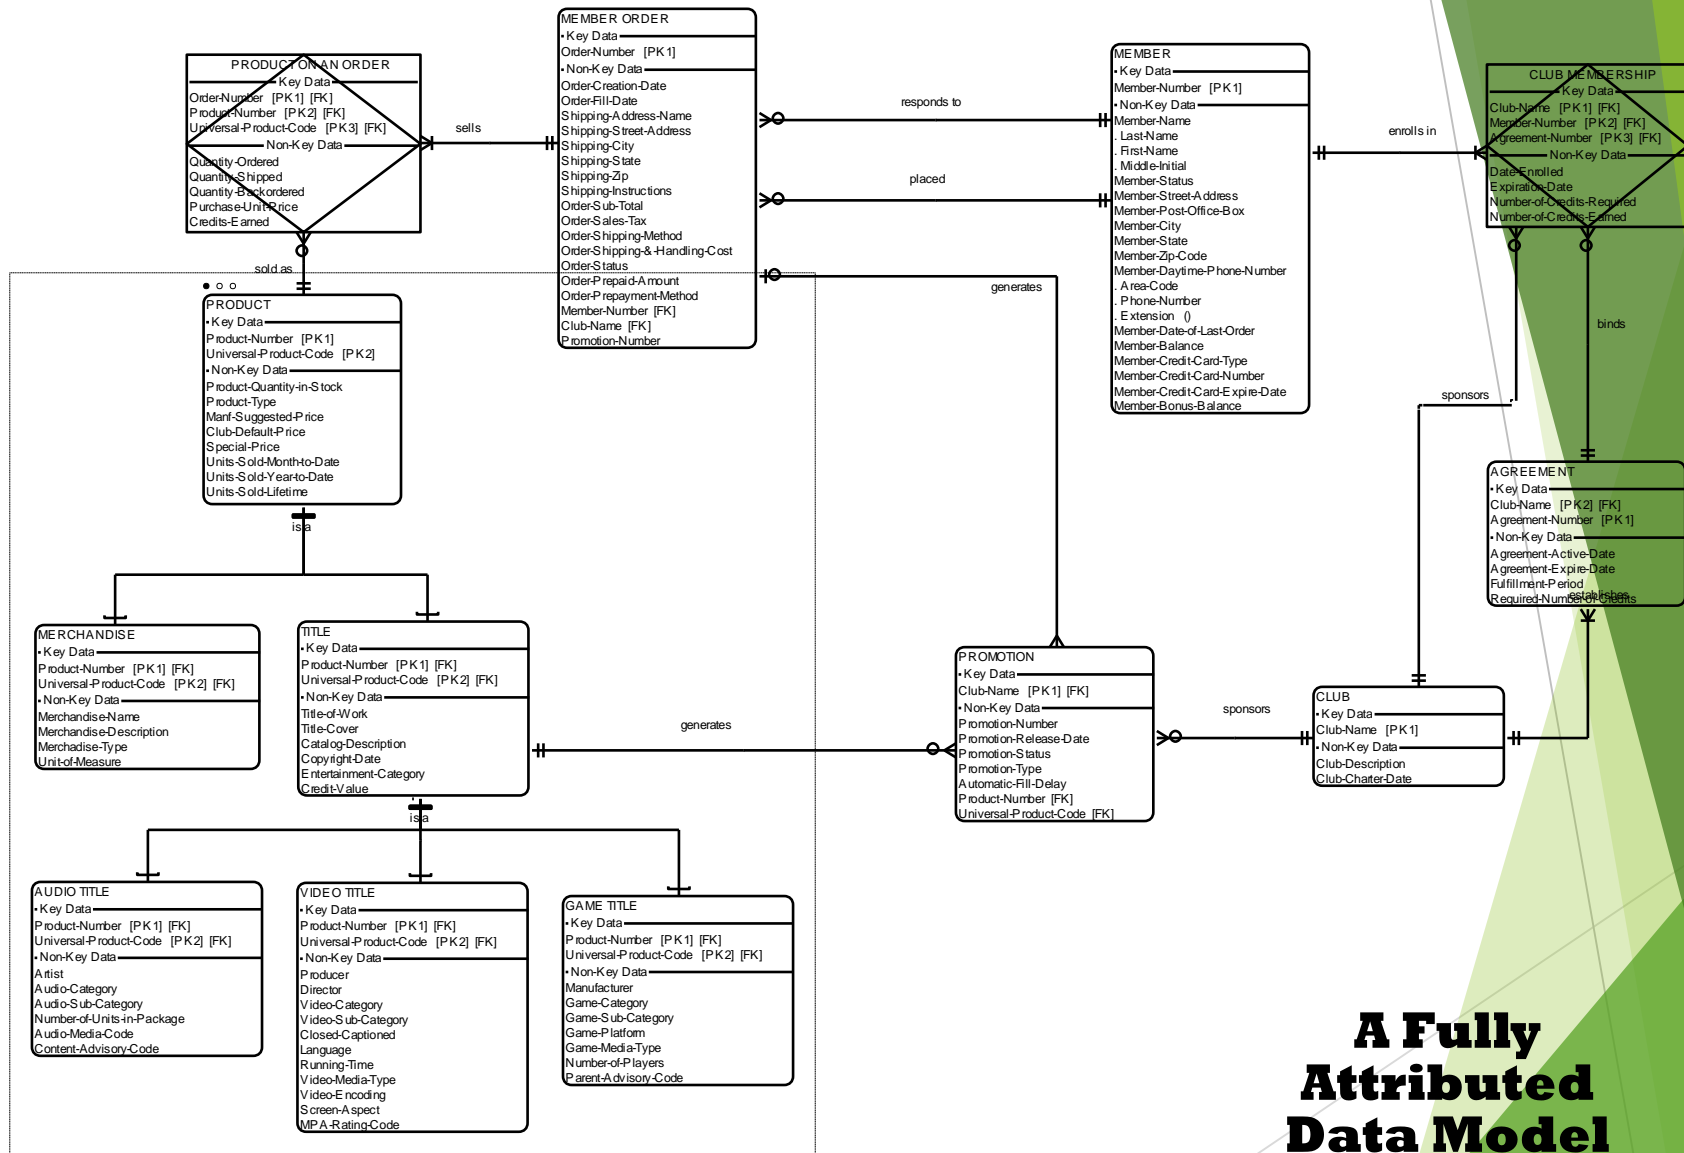 PRODUCT ON AN ORDER
Key Data
Order-Number [PK1] [FK]
Product-Number [PK2] [FK]
Universal-Product-Code [PK3] [FK]
Non-Key Data
Quantity-Ordered
Quantity-Shipped
Quantity-Backordered
Purchase-Unit-Price
Credits-Earned
sells
sold as
MEMBER ORDER
Key Data
Order-Number [PK1]
Non-Key Data
Order-Creation-Date
Order-Fill-Date
Shipping-Address-Name
Shipping-Street-Address
Shipping-City
Shipping-State
Shipping-Zip
Shipping-Instructions
Order-Sub-Total
Order-Sales-Tax
Order-Shipping-Method
Order-Shipping-&-Handling-Cost
Order-Status
Order-Prepaid-Amount
Order-Prepayment-Method
Member-Number [FK]
Club-Name [FK]
Promotion-Number
responds to
placed
generates
MEMBER
Key Data
Member-Number [PK1]
Non-Key Data
Member-Name
. Last-Name
. First-Name
. Middle-Initial
Member-Status
Member-Street-Address
Member-Post-Office-Box
Member-City
Member-State
Member-Zip-Code
Member-Daytime-Phone-Number
. Area-Code
. Phone-Number
. Extension ()
Member-Date-of-Last-Order
Member-Balance
Member-Credit-Card-Type
Member-Credit-Card-Number
Member-Credit-Card-Expire-Date
Member-Bonus-Balance
enrolls in
CLUB MEMBERSHIP
Key Data
Club-Name [PK1] [FK]
Member-Number [PK2] [FK]
Agreement-Number [PK3] [FK]
Non-Key Data
Date-Enrolled
Expiration-Date
Number-of-Credits-Required
Number-of-Credits-Earned
binds
sponsors
PRODUCT
Key Data
Product-Number [PK1]
Universal-Product-Code [PK2]
Non-Key Data
Product-Quantity-in-Stock
Product-Type
Manf-Suggested-Price
Club-Default-Price
Special-Price
Units-Sold-Month-to-Date
Units-Sold-Year-to-Date
Units-Sold-Lifetime
is a
AGREEMENT
Key Data
Club-Name [PK2] [FK]
Agreement-Number [PK1]
Non-Key Data
Agreement-Active-Date
Agreement-Expire-Date
Fulfillment-Period
Required-Number-of-Credits
establishes
MERCHANDISE
Key Data
Product-Number [PK1] [FK]
Universal-Product-Code [PK2] [FK]
Non-Key Data
Merchandise-Name
Merchandise-Description
Merchadise-Type
Unit-of-Measure
TITLE
Key Data
Product-Number [PK1] [FK]
Universal-Product-Code [PK2] [FK]
Non-Key Data
Title-of-Work
Title-Cover
Catalog-Description
Copyright-Date
Entertainment-Category
Credit-Value
is a
generates
PROMOTION
Key Data
Club-Name [PK1] [FK]
Non-Key Data
Promotion-Number
Promotion-Release-Date
Promotion-Status
Promotion-Type
Automatic-Fill-Delay
Product-Number [FK]
Universal-Product-Code [FK]
sponsors
CLUB
Key Data
Club-Name [PK1]
Non-Key Data
Club-Description
Club-Charter-Date
AUDIO TITLE
Key Data
Product-Number [PK1] [FK]
Universal-Product-Code [PK2] [FK]
Non-Key Data
Artist
Audio-Category
Audio-Sub-Category
Number-of-Units-in-Package
Audio-Media-Code
Content-Advisory-Code
VIDEO TITLE
Key Data
Product-Number [PK1] [FK]
Universal-Product-Code [PK2] [FK]
Non-Key Data
Producer
Director
Video-Category
Video-Sub-Category
Closed-Captioned
Language
Running-Time
Video-Media-Type
Video-Encoding
Screen-Aspect
MPA-Rating-Code
GAME TITLE
Key Data
Product-Number [PK1] [FK]
Universal-Product-Code [PK2] [FK]
Non-Key Data
Manufacturer
Game-Category
Game-Sub-Category
Game-Platform
Game-Media-Type
Number-of-Players
Parent-Advisory-Code
A Fully
Attributed
Data Model